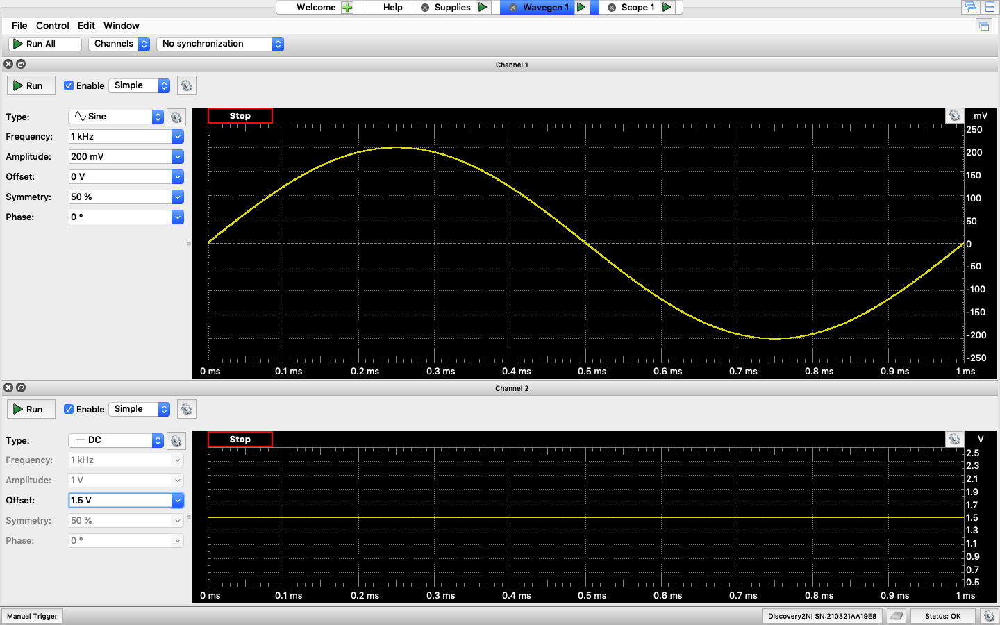 Welcome Help Supplies Wavegen 1 Scope 1
File Control Edit Window
Run All Channels No synchronization
Channel 1
Run Enable Simple
Type: Sine
Frequency: 1 kHz
Amplitude: 200 mV
Offset: 0 V
Symmetry: 50 %
Phase: 0 °
Stop mV
250
200
150
100
50
0
-50
-100
-150
-200
-250
0 ms 0.1 ms 0.2 ms 0.3 ms 0.4 ms 0.5 ms 0.6 ms 0.7 ms 0.8 ms 0.9 ms 1 ms
Channel 2
Run Enable Simple
Type: DC
Frequency: 1 kHz
Amplitude: 1 V
Offset: 1.5 V
Symmetry: 50 %
Phase: 0 °
Stop V
2.5
2.3
2.1
1.9
1.7
1.5
1.3
1.1
0.9
0.7
0.5
0 ms 0.1 ms 0.2 ms 0.3 ms 0.4 ms 0.5 ms 0.6 ms 0.7 ms 0.8 ms 0.9 ms 1 ms
Manual Trigger Discovery2NI SN:210321AA19E8 Status: OK